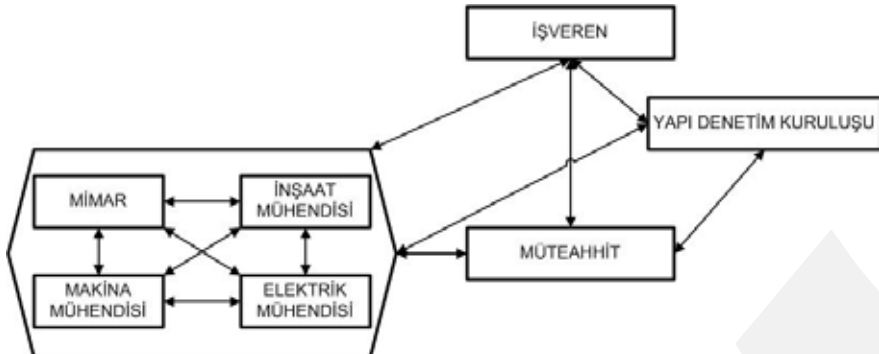 İŞVEREN
YAPI DENETİM KURULUŞU
MİMAR
İNŞAAT
MÜHENDİSİ
MÜTEAHHİT
MAKİNA
MÜHENDİSİ
ELEKTRİK
MÜHENDİSİ